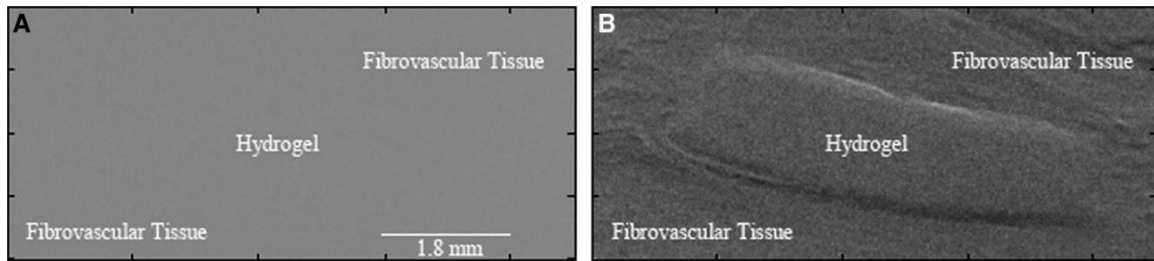 A
Fibrovascular Tissue
Hydrogel
Fibrovascular Tissue
1.8 mm
B
Fibrovascular Tissue
Hydrogel
Fibrovascular Tissue